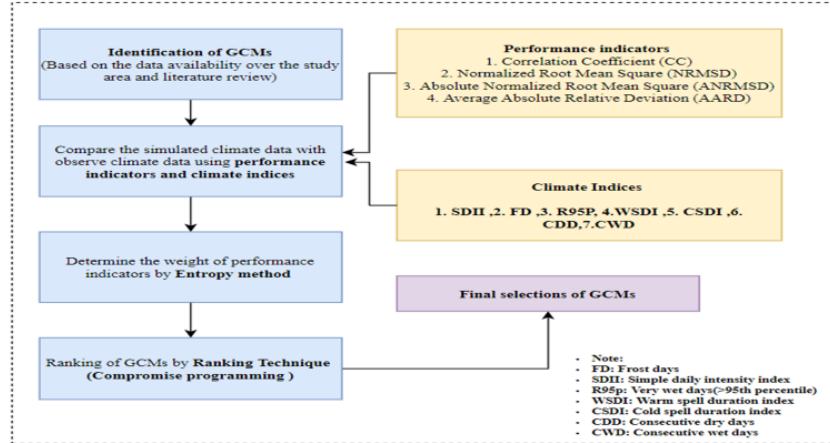 Identification of GCMs
(Based on the data availability over the study
area and literature review)
Compare the simulated climate data with
observe climate data using performance
indicators and climate indices
Determine the weight of performance
indicators by Entropy method
Ranking of GCMs by Ranking Technique
(Compromise programming )
Performance indicators
1. Correlation Coefficient (CC)
2. Normalized Root Mean Square (NRMSD)
3. Absolute Normalized Root Mean Square (ANRMSD)
4. Average Absolute Relative Deviation (AARD)
Climate Indices
1. SDII ,2. FD ,3. R95P, 4.WSDI ,5. CSDI ,6.
CDD,7.CWD
Final selections of GCMs
• Note:
• FD: Frost days
• SDII: Simple daily intensity index
• R95p: Very wet days(>95th percentile)
• WSDI: Warm spell duration index
• CSDI: Cold spell duration index
• CDD: Consecutive dry days
• CWD: Consecutive wet days